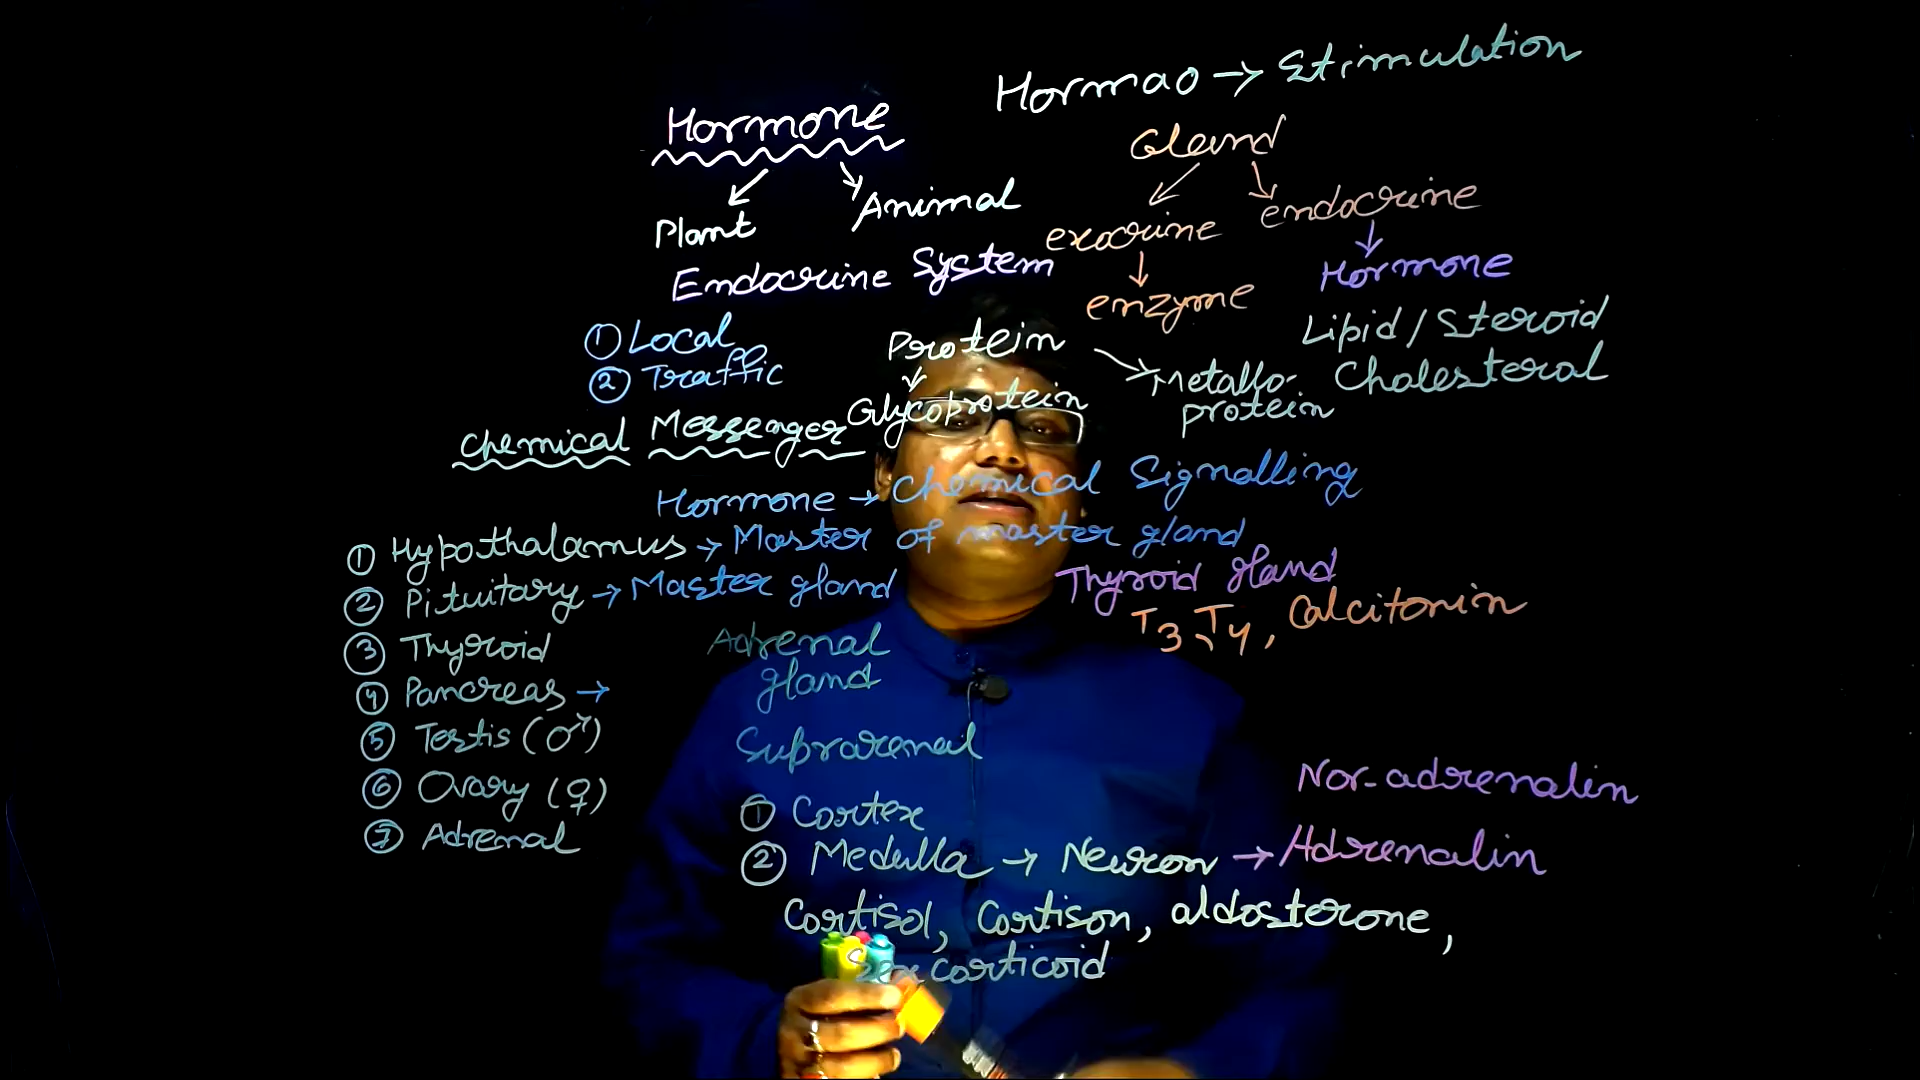 Hormao → Stimulation
Hormone
Plant
Animal
Gland
exocrine
endocrine
enzyme
Hormone
Endocrine System
Lipid / Steroid
Cholesteral
① Local
② Traffic
Protein
Glycoprotein
Metallo-
protein
Chemical Messenger
Hormone → Chemical Signalling
① Hypothalamus → Master of master gland
② Pituitary → Master gland
③ Thyroid
④ Pancreas →
⑤ Testis (♂)
⑥ Ovary (♀)
⑦ Adrenal
Thyroid gland
T3, T4, Calcitonin
Adrenal
gland
Suprarenal
① Cortex
② Medulla → Neuron → Adrenalin
Nor-adrenalin
Cortisol, Cortison, aldosterone,
Sex corticoid